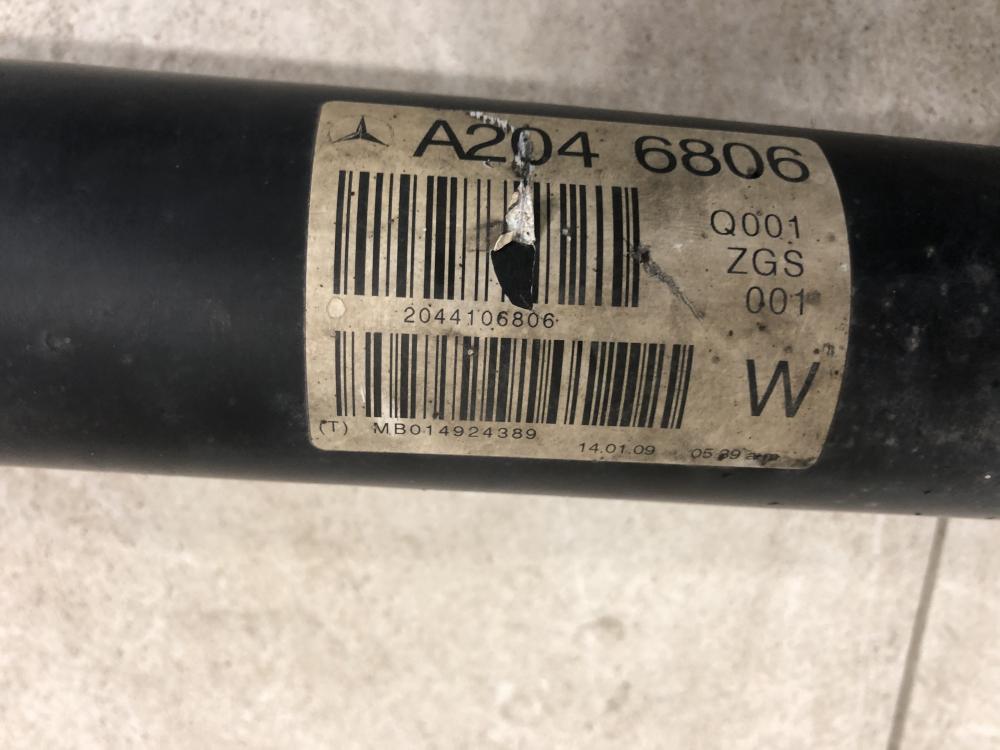 A204 6806
Q001
ZGS
001
2044106806
W
(T) MB014924389
14.01.09